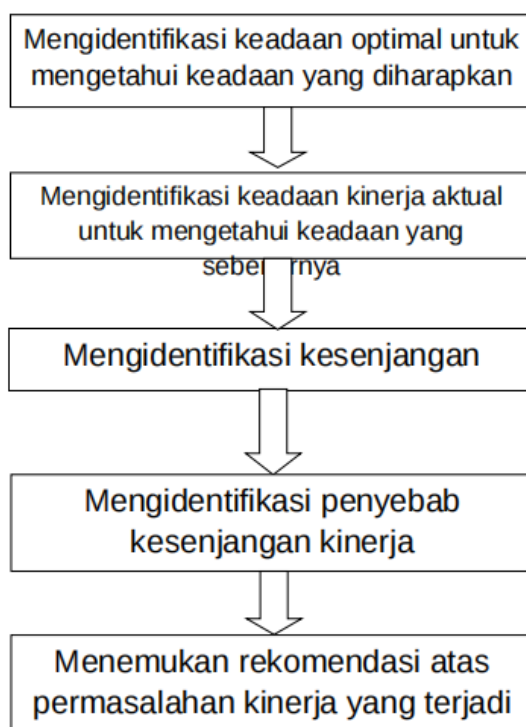 Mengidentifikasi keadaan optimal untuk
mengetahui keadaan yang diharapkan
Mengidentifikasi keadaan kinerja aktual
untuk mengetahui keadaan yang
sebenarnya
Mengidentifikasi kesenjangan
Mengidentifikasi penyebab
kesenjangan kinerja
Menemukan rekomendasi atas
permasalahan kinerja yang terjadi